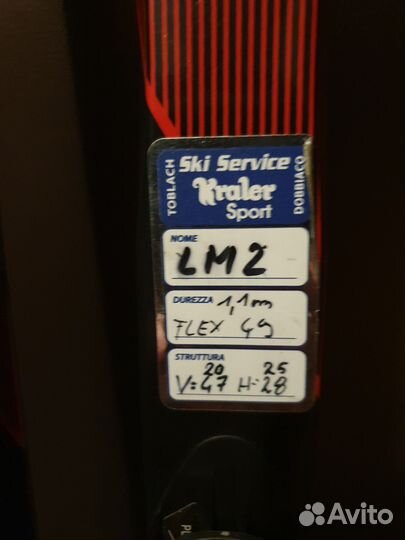 TOBLACH
Ski Service
Kraler
Sport
DOBBIACO
NOME
LM2
DUREZZA 1,1m
FLEX 49
STRUTTURA
20 25
V=47 H=28
Avito